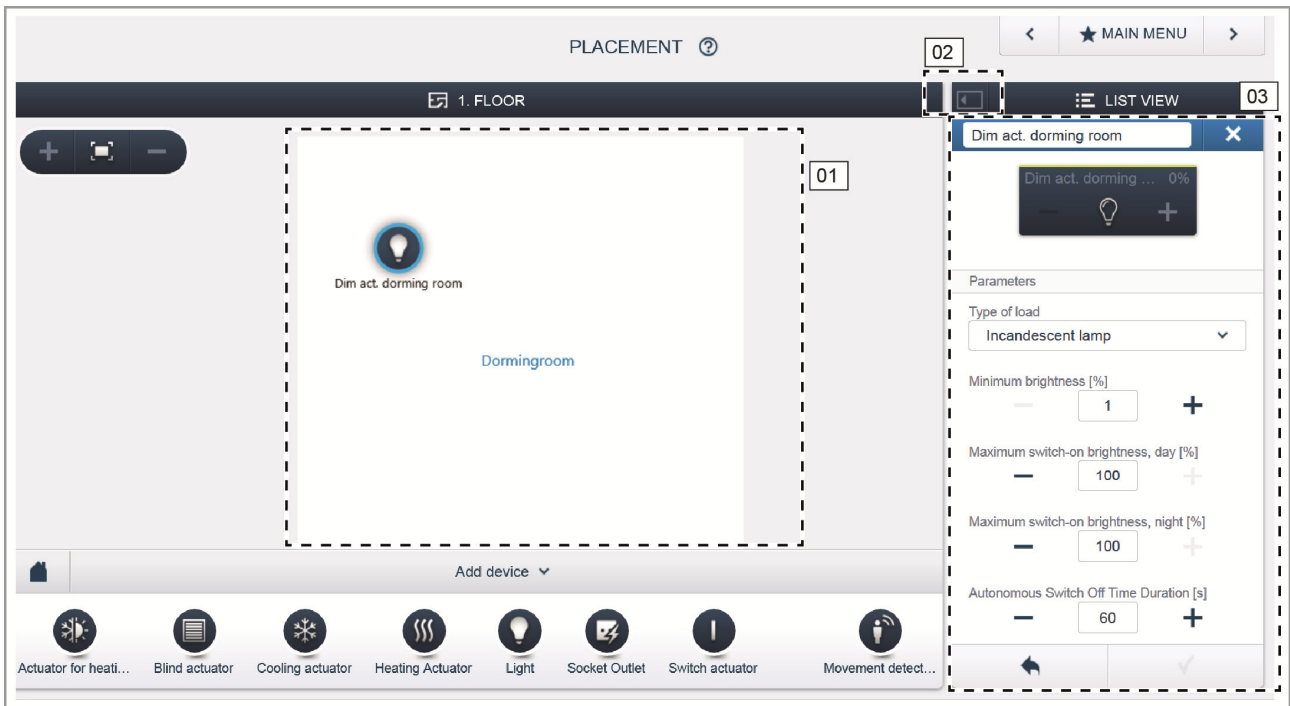 PLACEMENT ?
02
MAIN MENU
1. FLOOR
LIST VIEW
03
01
Dim act. dorming room
Dim act. dorming room
Dormingroom
Dim act. dorming ... 0%
Parameters
Type of load
Incandescent lamp
Minimum brightness [%]
1
Maximum switch-on brightness, day [%]
100
Maximum switch-on brightness, night [%]
100
Autonomous Switch Off Time Duration [s]
60
Add device
Actuator for heati... Blind actuator Cooling actuator Heating Actuator Light Socket Outlet Switch actuator Movement detect...